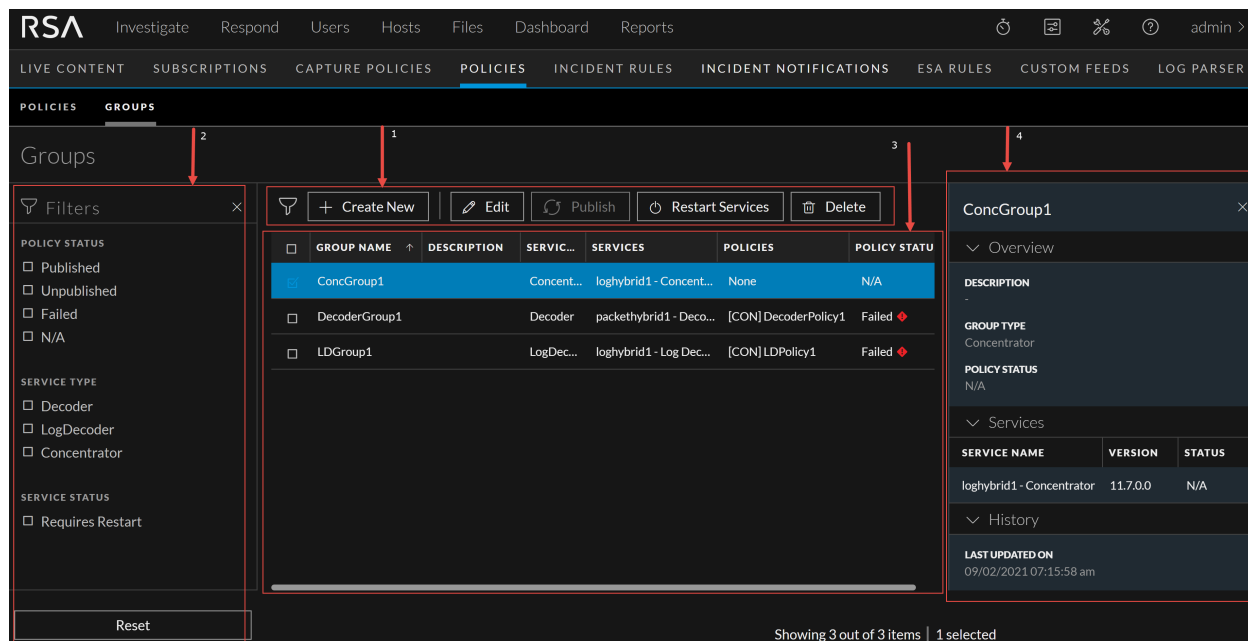 RSA Investigate Respond Users Hosts Files Dashboard Reports admin >
LIVE CONTENT SUBSCRIPTIONS CAPTURE POLICIES POLICIES INCIDENT RULES INCIDENT NOTIFICATIONS ESA RULES CUSTOM FEEDS LOG PARSER
POLICIES GROUPS
2 1 3 4
Groups
Filters
POLICY STATUS
Published
Unpublished
Failed
N/A
SERVICE TYPE
Decoder
LogDecoder
Concentrator
SERVICE STATUS
Requires Restart
Reset
+ Create New Edit Publish Restart Services Delete
GROUP NAME ↑ DESCRIPTION SERVIC... SERVICES POLICIES POLICY STATU
ConcGroup1 Concent... loghybrid1 - Concent... None N/A
DecoderGroup1 Decoder packethybrid1 - Deco... [CON] DecoderPolicy1 Failed
LDGroup1 LogDec... loghybrid1 - Log Dec... [CON] LDPolicy1 Failed
Showing 3 out of 3 items | 1 selected
ConcGroup1
Overview
DESCRIPTION
-
GROUP TYPE
Concentrator
POLICY STATUS
N/A
Services
SERVICE NAME VERSION STATUS
loghybrid1 - Concentrator 11.7.0.0 N/A
History
LAST UPDATED ON
09/02/2021 07:15:58 am